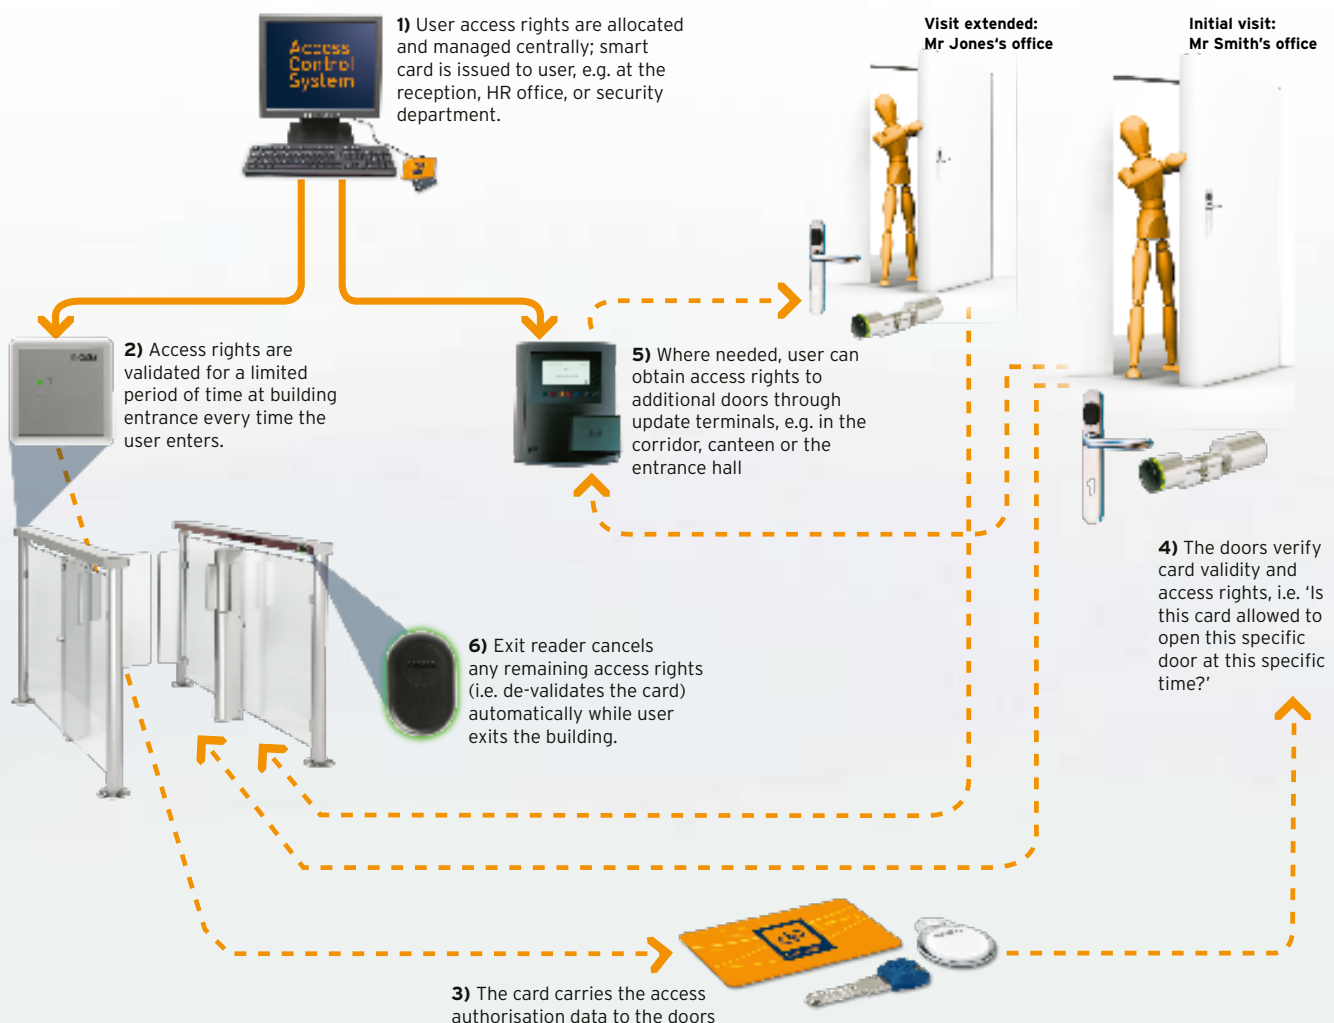 Access
Control
System
1) User access rights are allocated
and managed centrally; smart
card is issued to user, e.g. at the
reception, HR office, or security
department.
Visit extended:
Mr Jones‘s office
Initial visit:
Mr Smith's office
2) Access rights are
validated for a limited
period of time at building
entrance every time the
user enters.
5) Where needed, user can
obtain access rights to
additional doors through
update terminals, e.g. in the
corridor, canteen or the
entrance hall
1
4) The doors verify
card validity and
access rights, i.e. ‘Is
this card allowed to
open this specific
door at this specific
time?’
6) Exit reader cancels
any remaining access rights
(i.e. de-validates the card)
automatically while user
exits the building.
3) The card carries the access
authorisation data to the doors